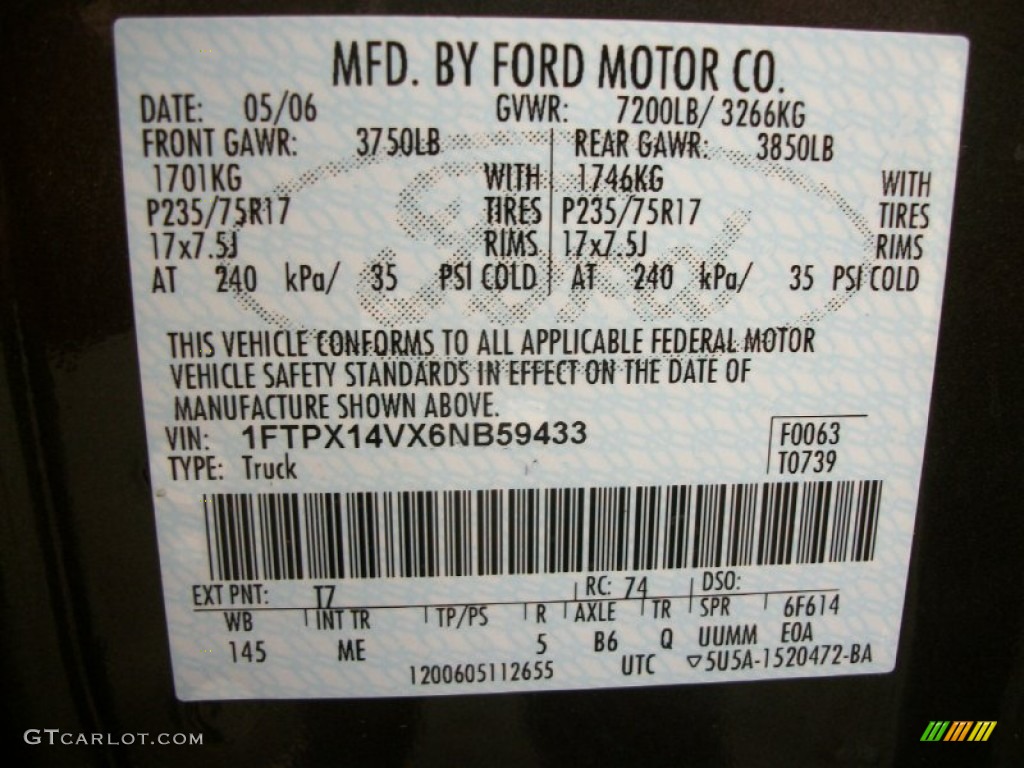 MFD. BY FORD MOTOR CO.
DATE: 05/06 GVWR: 7200LB/ 3266KG
FRONT GAWR: 3750LB REAR GAWR: 3850LB
1701KG WITH 1746KG WITH
P235/75R17 TIRES P235/75R17 TIRES
17x7.5J RIMS 17x7.5J RIMS
AT 240 kPa/ 35 PSI COLD AT 240 kPa/ 35 PSI COLD
Ford
THIS VEHICLE CONFORMS TO ALL APPLICABLE FEDERAL MOTOR
VEHICLE SAFETY STANDARDS IN EFFECT ON THE DATE OF
MANUFACTURE SHOWN ABOVE.
VIN: 1FTPX14VX6NB59433 F0063
TYPE: Truck T0739
EXT PNT: T7 RC: 74 DSO:
WB INT TR TP/PS R AXLE TR SPR 6F614
145 ME 5 B6 Q UUMM EOA
1200605112655 UTC ▽5U5A-1520472-BA
GTCARLOT.COM